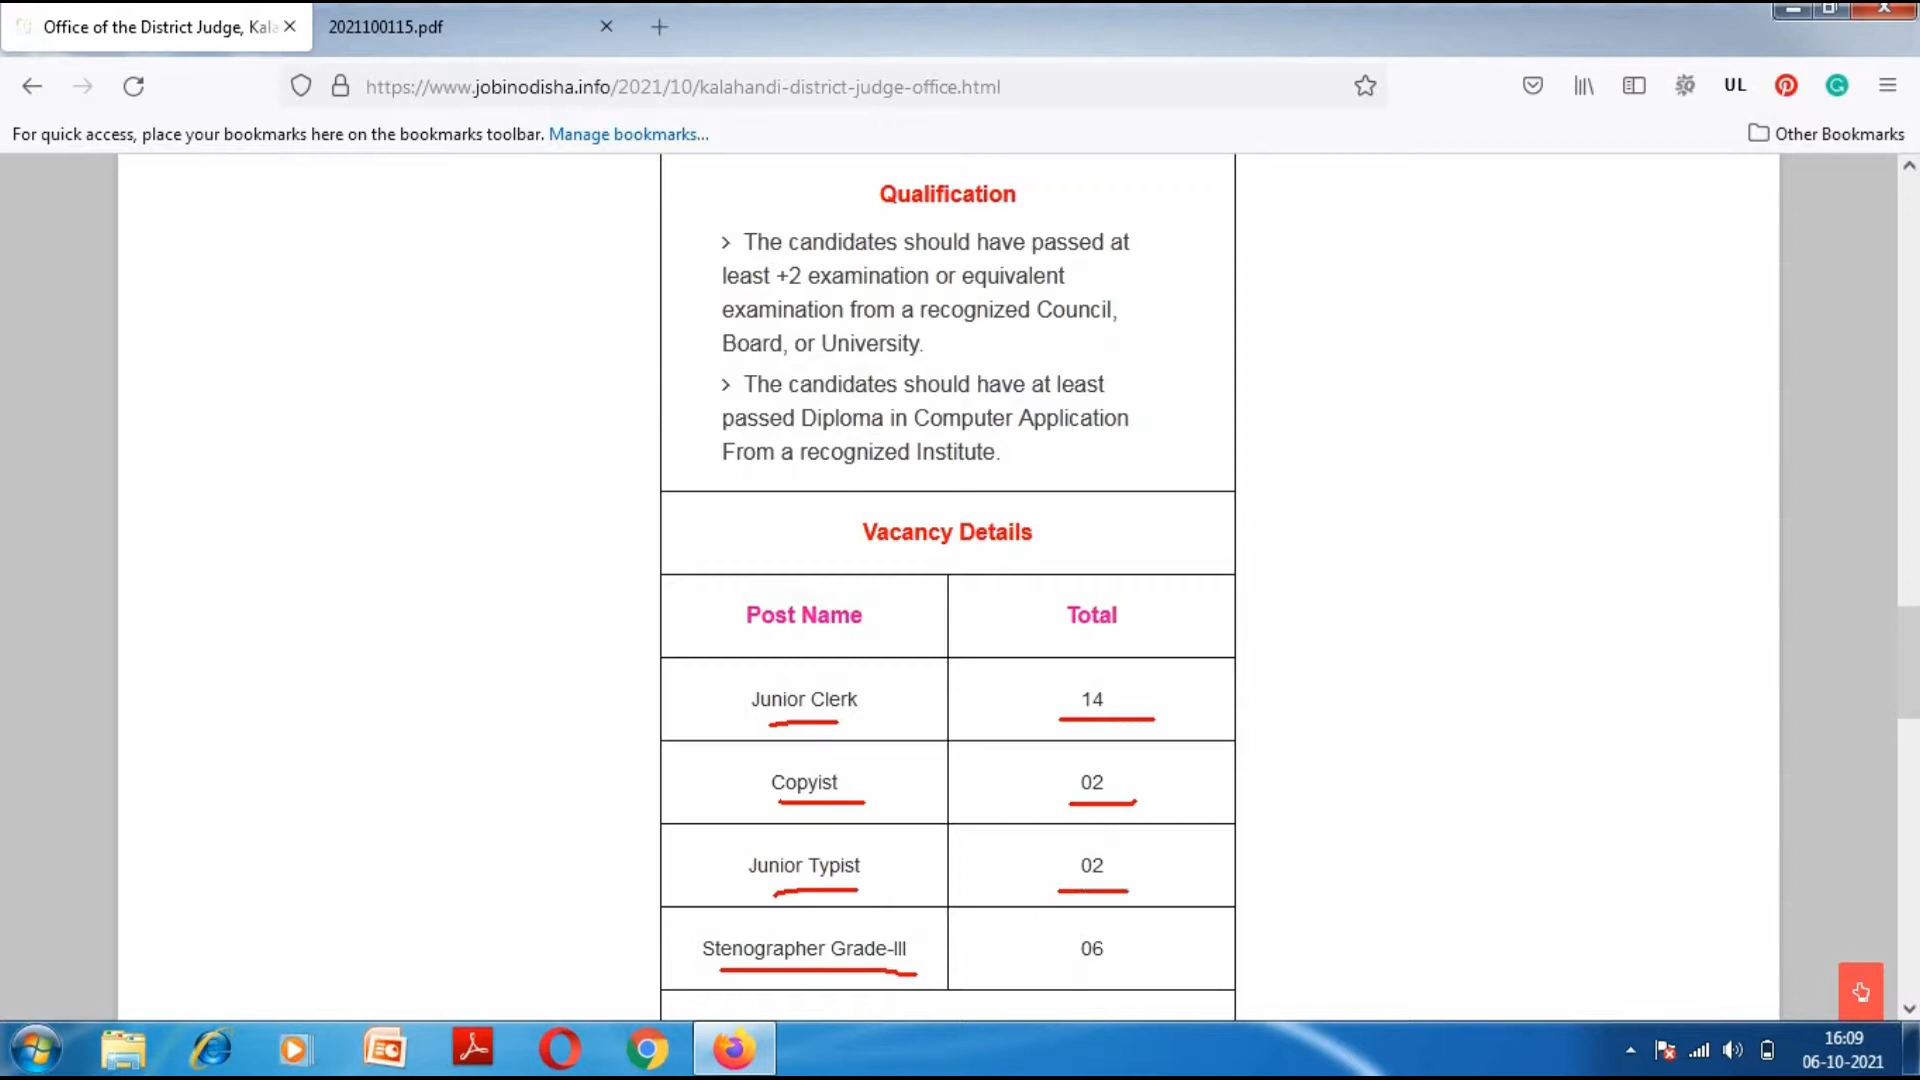 Office of the District Judge, Kala
2021100115.pdf
https://www.jobinodisha.info/2021/10/kalahandi-district-judge-office.html
UL
For quick access, place your bookmarks here on the bookmarks toolbar. Manage bookmarks...
Other Bookmarks
Qualification
> The candidates should have passed at
least +2 examination or equivalent
examination from a recognized Council,
Board, or University.
> The candidates should have at least
passed Diploma in Computer Application
From a recognized Institute.
Vacancy Details
Post Name Total
Junior Clerk 14
Copyist 02
Junior Typist 02
Stenographer Grade-III 06
16:09
06-10-2021